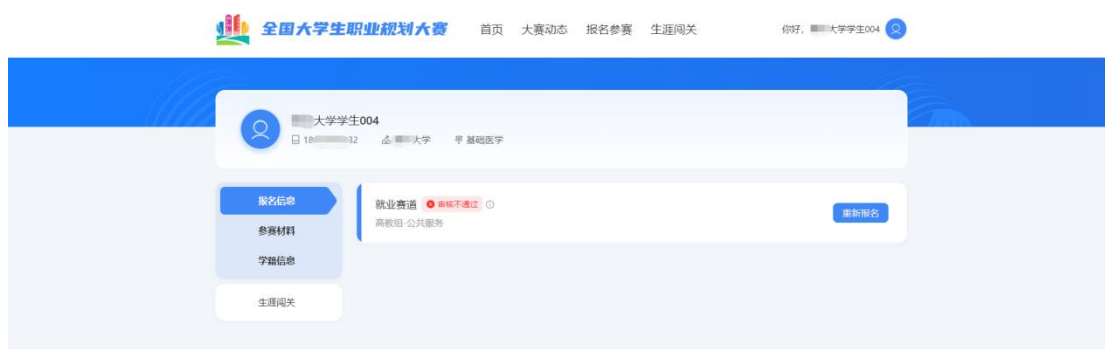 全国大学生职业规划大赛 首页 大赛动态 报名参赛 生涯闯关 你好, 大学学生004
大学学生004
18 32 大学 基础医学
报名信息
就业赛道 审核不通过
高教组-公共服务
重新报名
参赛材料
学籍信息
生涯闯关